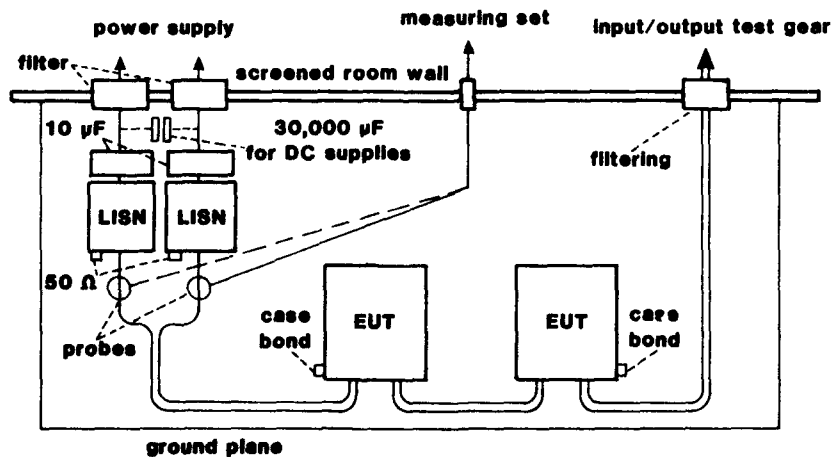 power supply
measuring set
input/output test gear
filter
screened room wall
10 µF
30,000 µF
for DC supplies
filtering
LISN
LISN
50 Ω
probes
case
bond
EUT
EUT
case
bond
ground plane